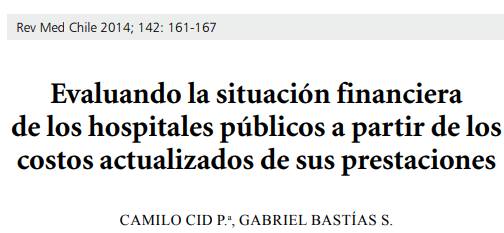 Rev Med Chile 2014; 142: 161-167
Evaluando la situación financiera
de los hospitales públicos a partir de los
costos actualizados de sus prestaciones
CAMILO CID P.ª, GABRIEL BASTÍAS S.